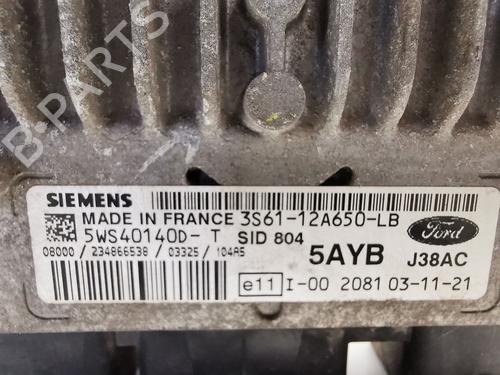 B-PARTS
SIEMENS
MADE IN FRANCE 3S61-12A650-LB
5WS40140D-T SID 804
08000 / 234866538 / 03325 / 104A5
5AYB
Ford
J38AC
e11 I-00 2081 03-11-21